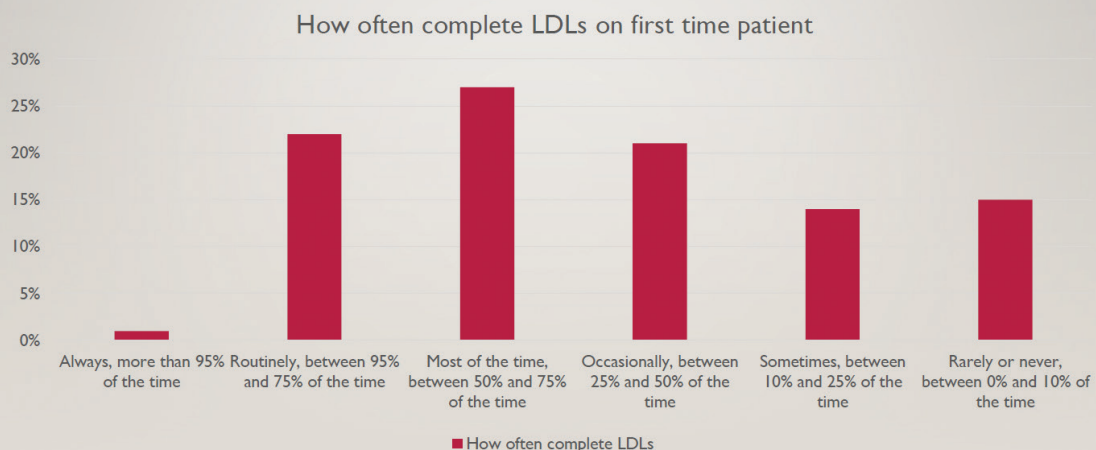 How often complete LDLs on first time patient
30%
25%
20%
15%
10%
5%
0%
Always, more than 95%
of the time
Routinely, between 95%
and 75% of the time
Most of the time,
between 50% and 75%
of the time
Occasionally, between
25% and 50% of the
time
Sometimes, between
10% and 25% of the
time
Rarely or never,
between 0% and 10% of
the time
How often complete LDLs